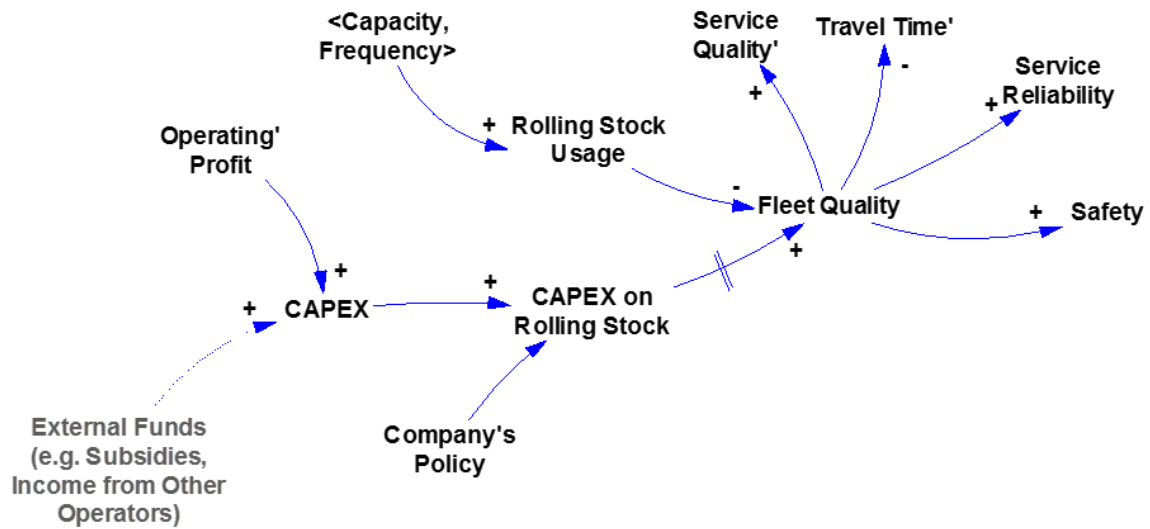 <Capacity,
Frequency>
Service
Quality'
Travel Time'
Service
Reliability
+
-
+
Operating'
Profit
+
Rolling Stock
Usage
-
Fleet Quality
+
Safety
+
+
+
+
CAPEX
+
CAPEX on
Rolling Stock
External Funds
(e.g. Subsidies,
Income from Other
Operators)
Company's
Policy